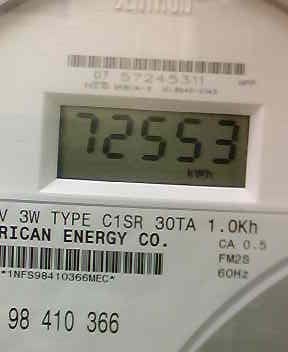 CENTRON
07 57245311
72553
kWh
V 3W TYPE C1SR 30TA 1.0Kh
RICAN ENERGY CO.
CA 0.5
FM2S
60Hz
*1NFS98410366MEC*
98 410 366